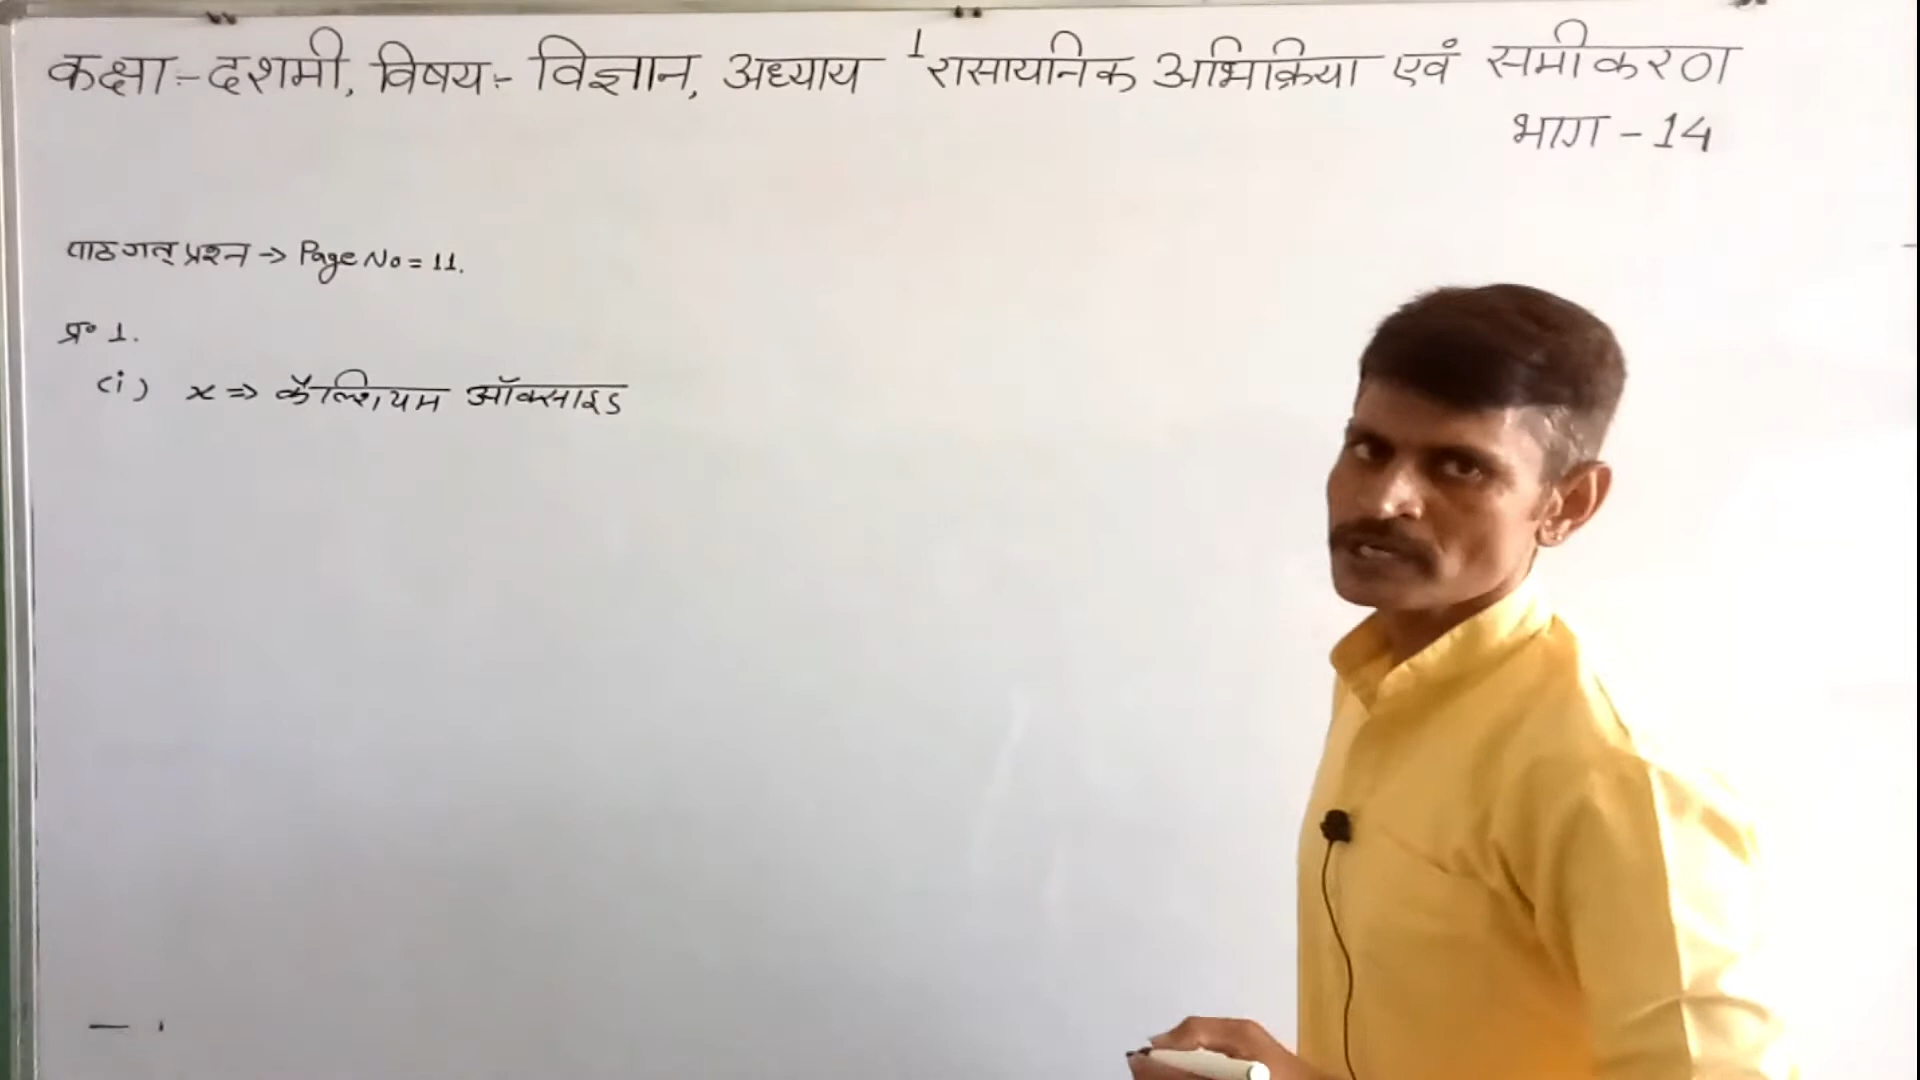 कक्षा:- दशमी, विषय:- विज्ञान, अध्याय 1 रासायनिक अभिक्रिया एवं समीकरण
भाग - 14
पाठगत् प्रश्न → Page No = 11.
प्र० 1.
(i) x ⇒ कैल्शियम ऑक्साइड